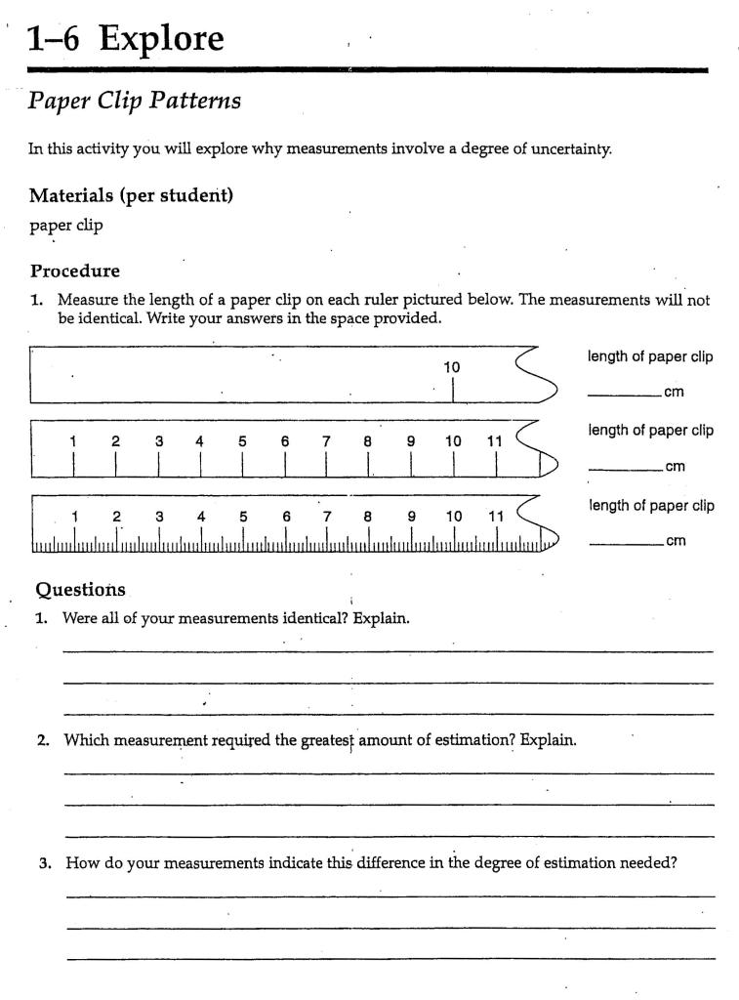 1–6 Explore
Paper Clip Patterns
In this activity you will explore why measurements involve a degree of uncertainty.
Materials (per student)
paper clip
Procedure
1. Measure the length of a paper clip on each ruler pictured below. The measurements will not
be identical. Write your answers in the space provided.
10
length of paper clip
________ cm
1 2 3 4 5 6 7 8 9 10 11
length of paper clip
________ cm
1 2 3 4 5 6 7 8 9 10 11
length of paper clip
________ cm
Questions
1. Were all of your measurements identical? Explain.
2. Which measurement required the greatest amount of estimation? Explain.
3. How do your measurements indicate this difference in the degree of estimation needed?